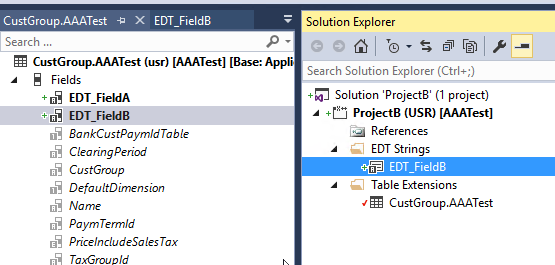 CustGroup.AAATest
EDT_FieldB
Search ...
CustGroup.AAATest (usr) [AAATest] [Base: Applic
Fields
EDT_FieldA
EDT_FieldB
BankCustPaymIdTable
ClearingPeriod
CustGroup
DefaultDimension
Name
PaymTermId
PriceIncludeSalesTax
TaxGroupId
Solution Explorer
Search Solution Explorer (Ctrl+;)
Solution 'ProjectB' (1 project)
ProjectB (USR) [AAATest]
References
EDT Strings
EDT_FieldB
Table Extensions
CustGroup.AAATest